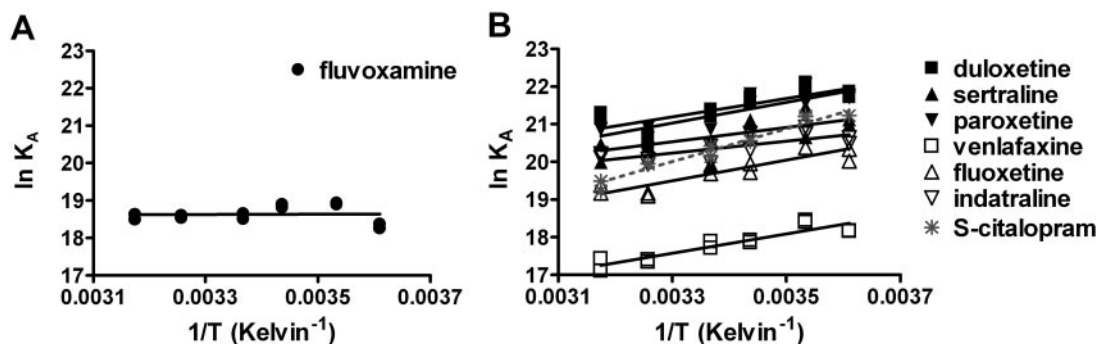 A
23
22
21
20
19
18
17
ln K_A
fluvoxamine
0.0031
0.0033
0.0035
0.0037
1/T (Kelvin⁻¹)
B
23
22
21
20
19
18
17
ln K_A
0.0031
0.0033
0.0035
0.0037
1/T (Kelvin⁻¹)
duloxetine
sertraline
paroxetine
venlafaxine
fluoxetine
indatraline
S-citalopram